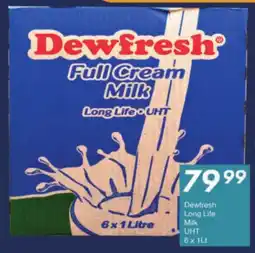 Dewfresh®
Full Cream
Milk
Long Life • UHT
6 x 1 Litre
79 99
Dewfresh
Long Life
Milk
UHT
6 x 1Lt